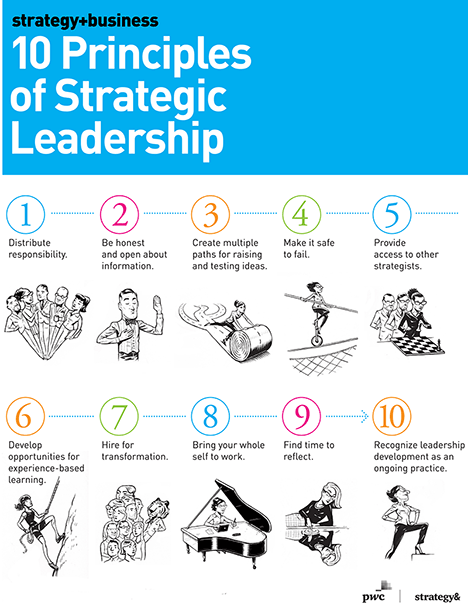 strategy+business
10 Principles
of Strategic
Leadership
1
Distribute
responsibility.
2
Be honest
and open about
information.
3
Create multiple
paths for raising
and testing ideas.
4
Make it safe
to fail.
5
Provide
access to other
strategists.
6
Develop
opportunities for
experience-based
learning.
7
Hire for
transformation.
8
Bring your whole
self to work.
9
Find time to
reflect.
10
Recognize leadership
development as an
ongoing practice.
pwc
strategy&